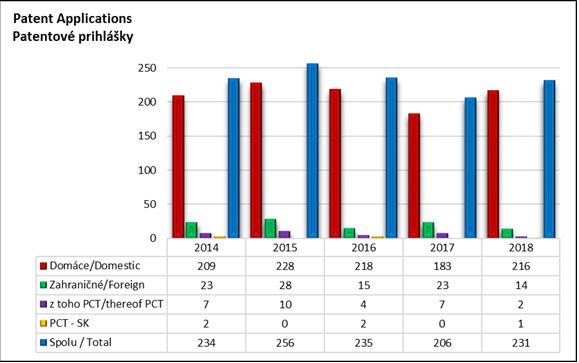 Patent Applications
Patentové prihlášky
250
200
150
100
50
0
2014 2015 2016 2017 2018
Domáce/Domestic 209 228 218 183 216
Zahraničné/Foreign 23 28 15 23 14
z toho PCT/thereof PCT 7 10 4 7 2
PCT - SK 2 0 2 0 1
Spolu / Total 234 256 235 206 231